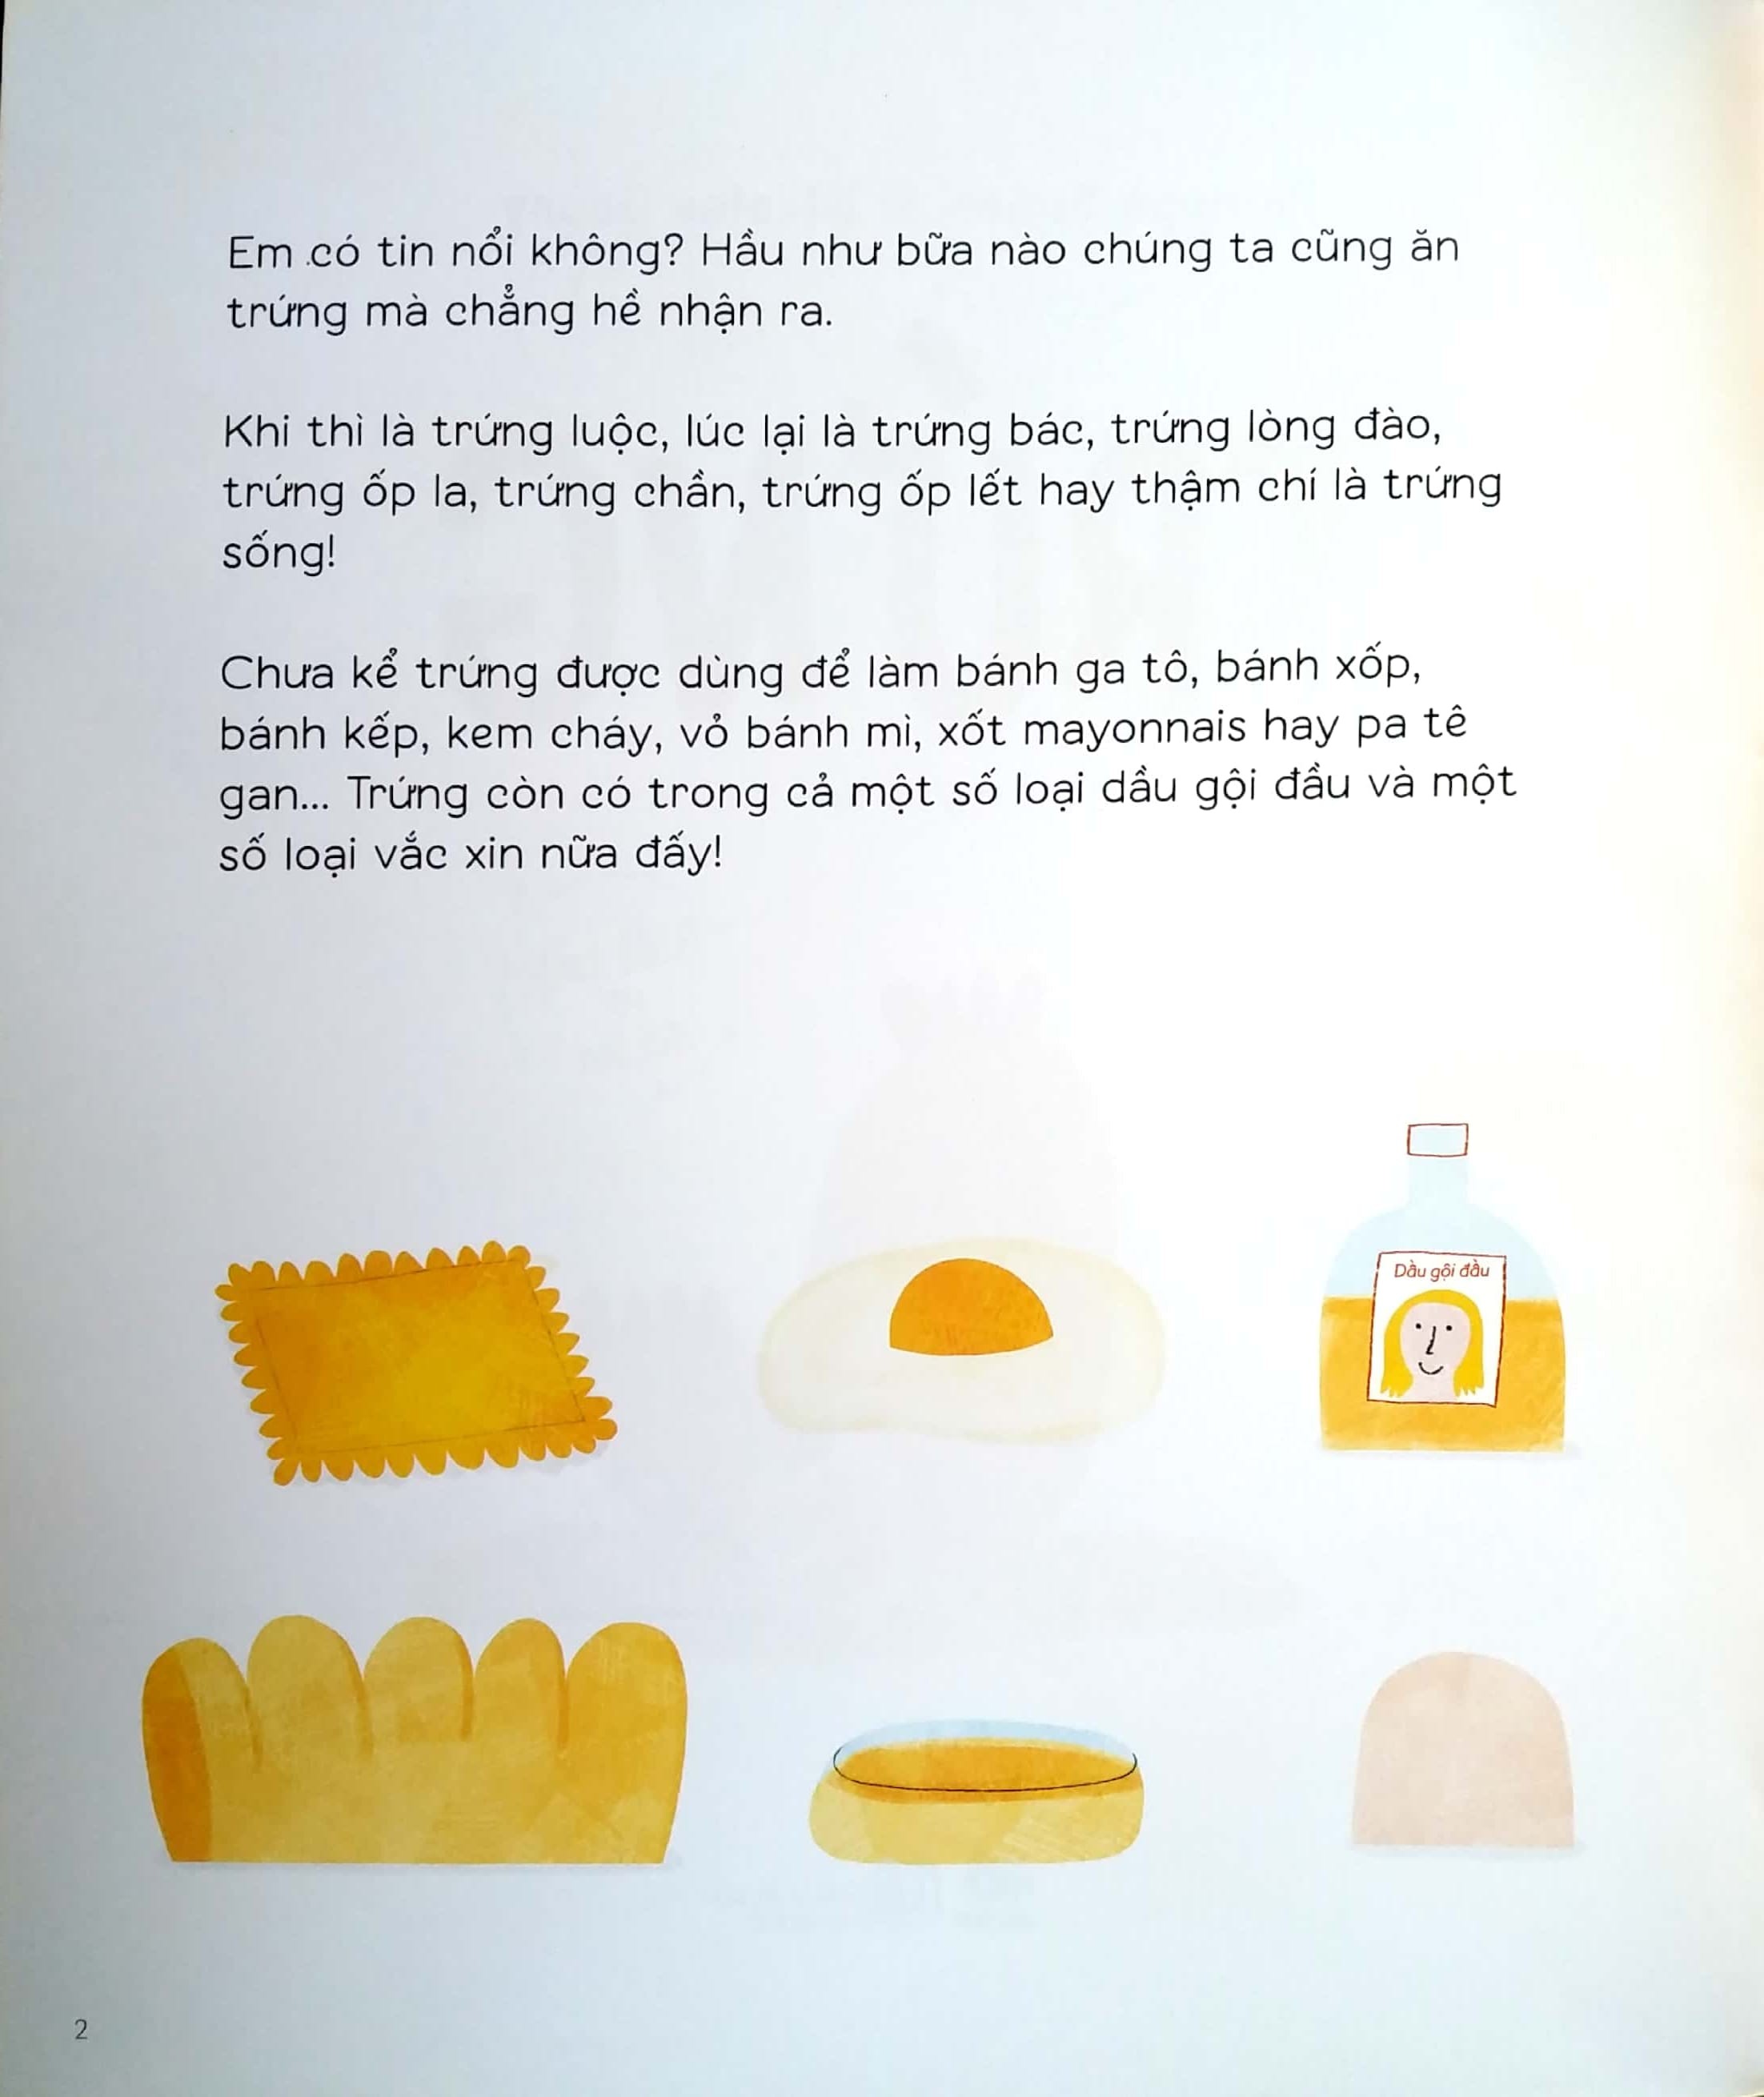 Em có tin nổi không? Hầu như bữa nào chúng ta cũng ăn
trứng mà chẳng hề nhận ra.
Khi thì là trứng luộc, lúc lại là trứng bác, trứng lòng đào,
trứng ốp la, trứng chần, trứng ốp lết hay thậm chí là trứng
sống!
Chưa kể trứng được dùng để làm bánh ga tô, bánh xốp,
bánh kếp, kem cháy, vỏ bánh mì, xốt mayonnais hay pa tê
gan... Trứng còn có trong cả một số loại dầu gội đầu và một
số loại vắc xin nữa đấy!
Dầu gội đầu
2